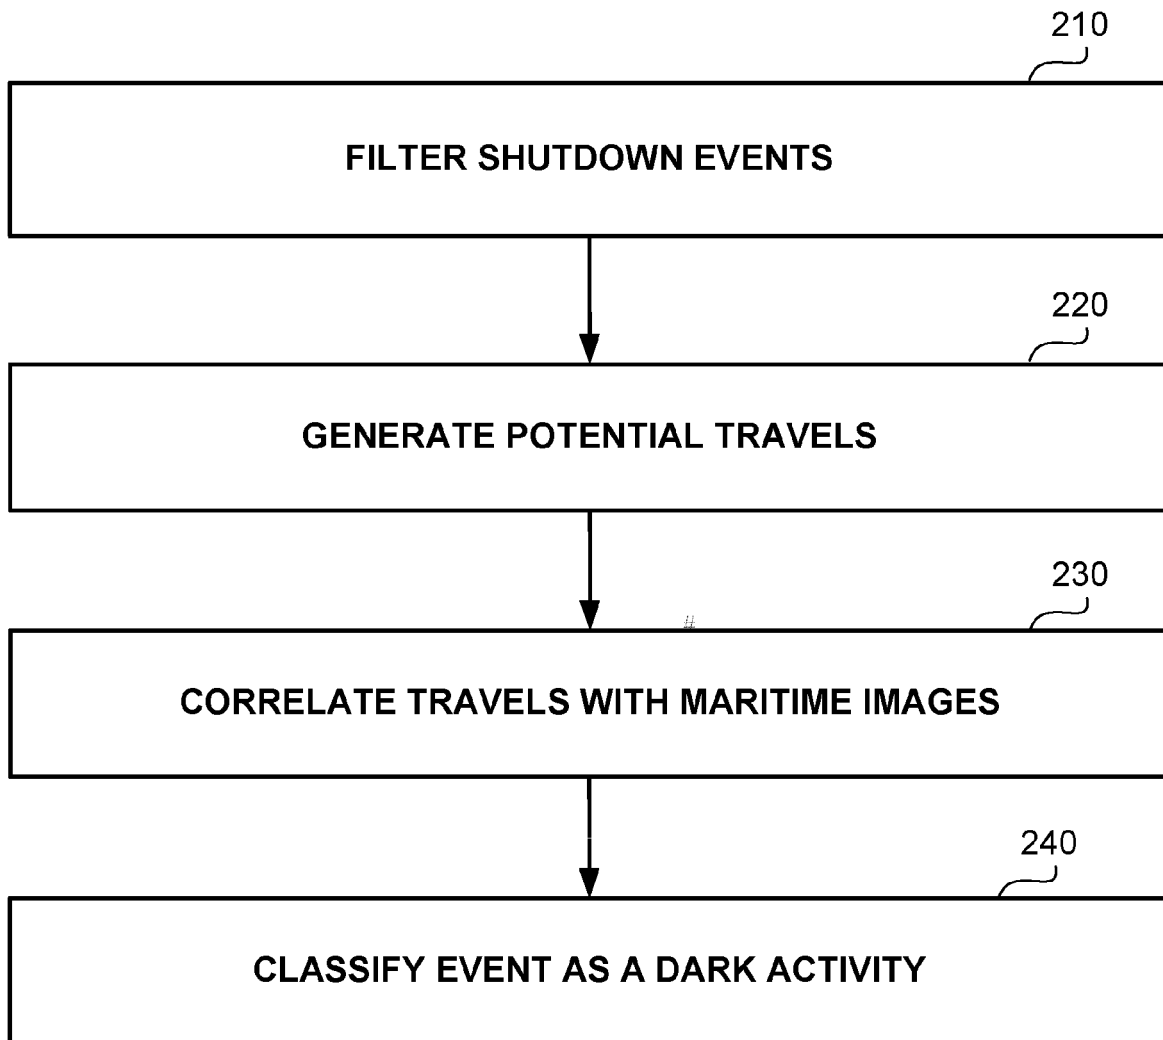 210
FILTER SHUTDOWN EVENTS
220
GENERATE POTENTIAL TRAVELS
230
#
CORRELATE TRAVELS WITH MARITIME IMAGES
240
CLASSIFY EVENT AS A DARK ACTIVITY